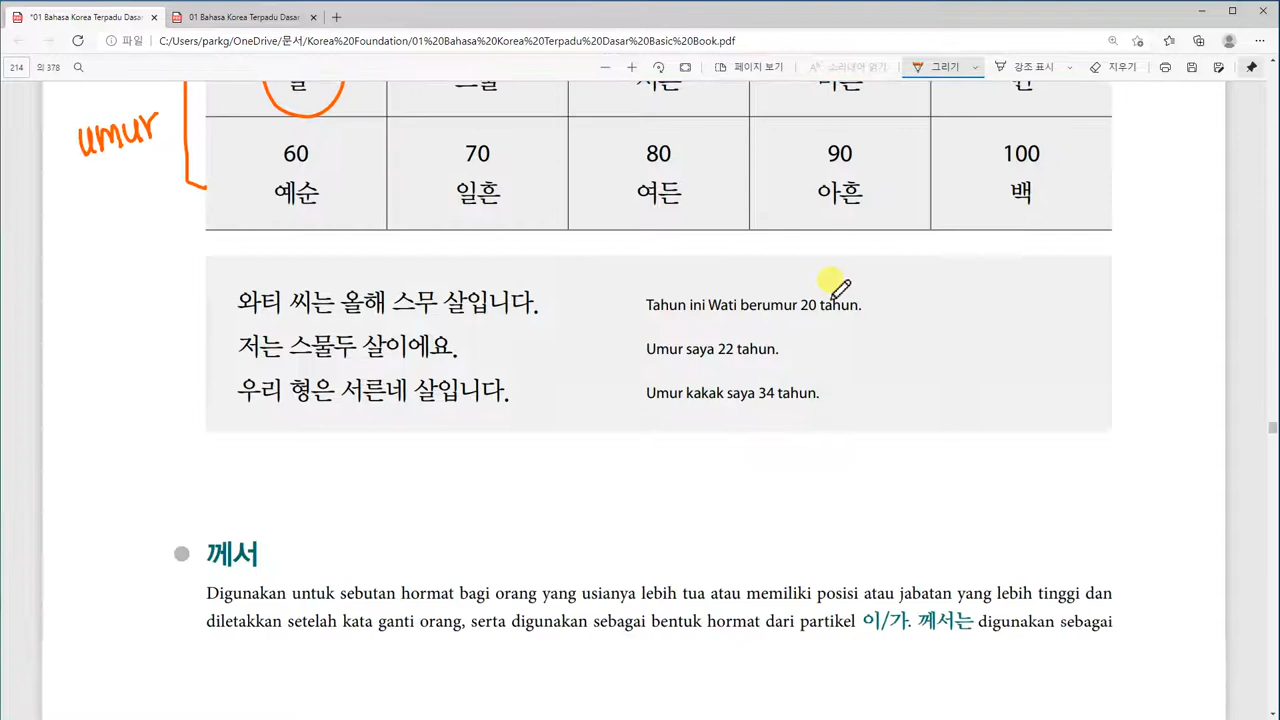 *01 Bahasa Korea Terpadu Dasar
01 Bahasa Korea Terpadu Dasar
파일 C:/Users/parkg/OneDrive/문서/Korea%20Foundation/01%20Bahasa%20Korea%20Terpadu%20Dasar%20Basic%20Book.pdf
214 의 378 페이지 보기 소리내어 읽기 그리기 강조 표시 지우기
umur
60 70 80 90 100
예순 일흔 여든 아흔 백
와티 씨는 올해 스무 살입니다. Tahun ini Wati berumur 20 tahun.
저는 스물두 살이에요. Umur saya 22 tahun.
우리 형은 서른네 살입니다. Umur kakak saya 34 tahun.
께서
Digunakan untuk sebutan hormat bagi orang yang usianya lebih tua atau memiliki posisi atau jabatan yang lebih tinggi dan
diletakkan setelah kata ganti orang, serta digunakan sebagai bentuk hormat dari partikel 이/가. 께서는 digunakan sebagai